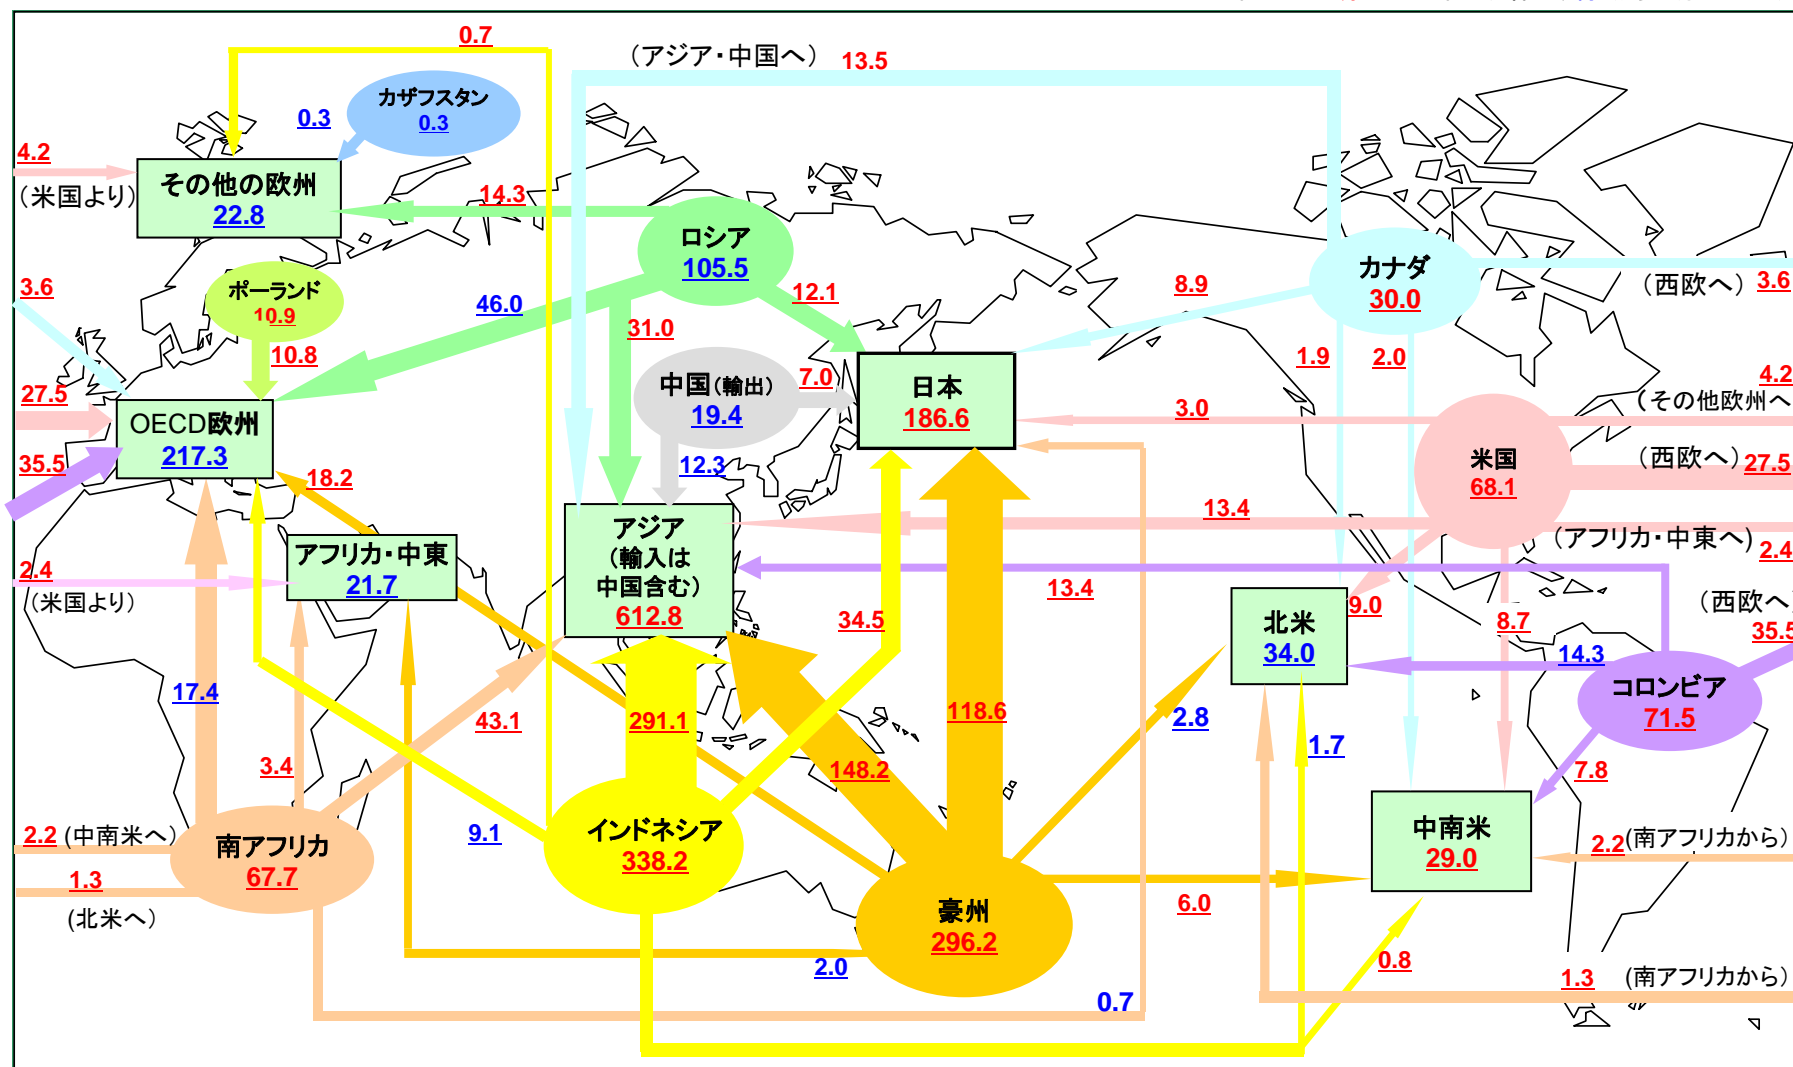 0.7
(アジア・中国へ) 13.5
カザフスタン
0.3
0.3
4.2
(米国より)
その他の欧州
22.8
14.3
ロシア
105.5
カナダ
30.0
8.9
(西欧へ) 3.6
3.6
ポーランド
10.9
10.8
46.0
31.0
12.1
1.9
2.0
中国(輸出)
19.4
7.0
日本
186.6
3.0
4.2
(その他欧州へ
27.5
OECD欧州
217.3
35.5
18.2
12.3
米国
68.1
(西欧へ) 27.5
13.4
(アフリカ・中東へ)
2.4
アジア
(輸入は
中国含む)
612.8
アフリカ・中東
21.7
2.4
(米国より)
13.4
34.5
9.0
8.7
(西欧へ)
35.5
北米
34.0
14.3
コロンビア
71.5
17.4
43.1
291.1
118.6
2.8
1.7
148.2
3.4
7.8
2.2 (中南米へ)
南アフリカ
67.7
9.1
インドネシア
338.2
中南米
29.0
2.2 (南アフリカから)
1.3
(北米へ)
豪州
296.2
6.0
2.0
0.8
0.7
1.3 (南アフリカから)